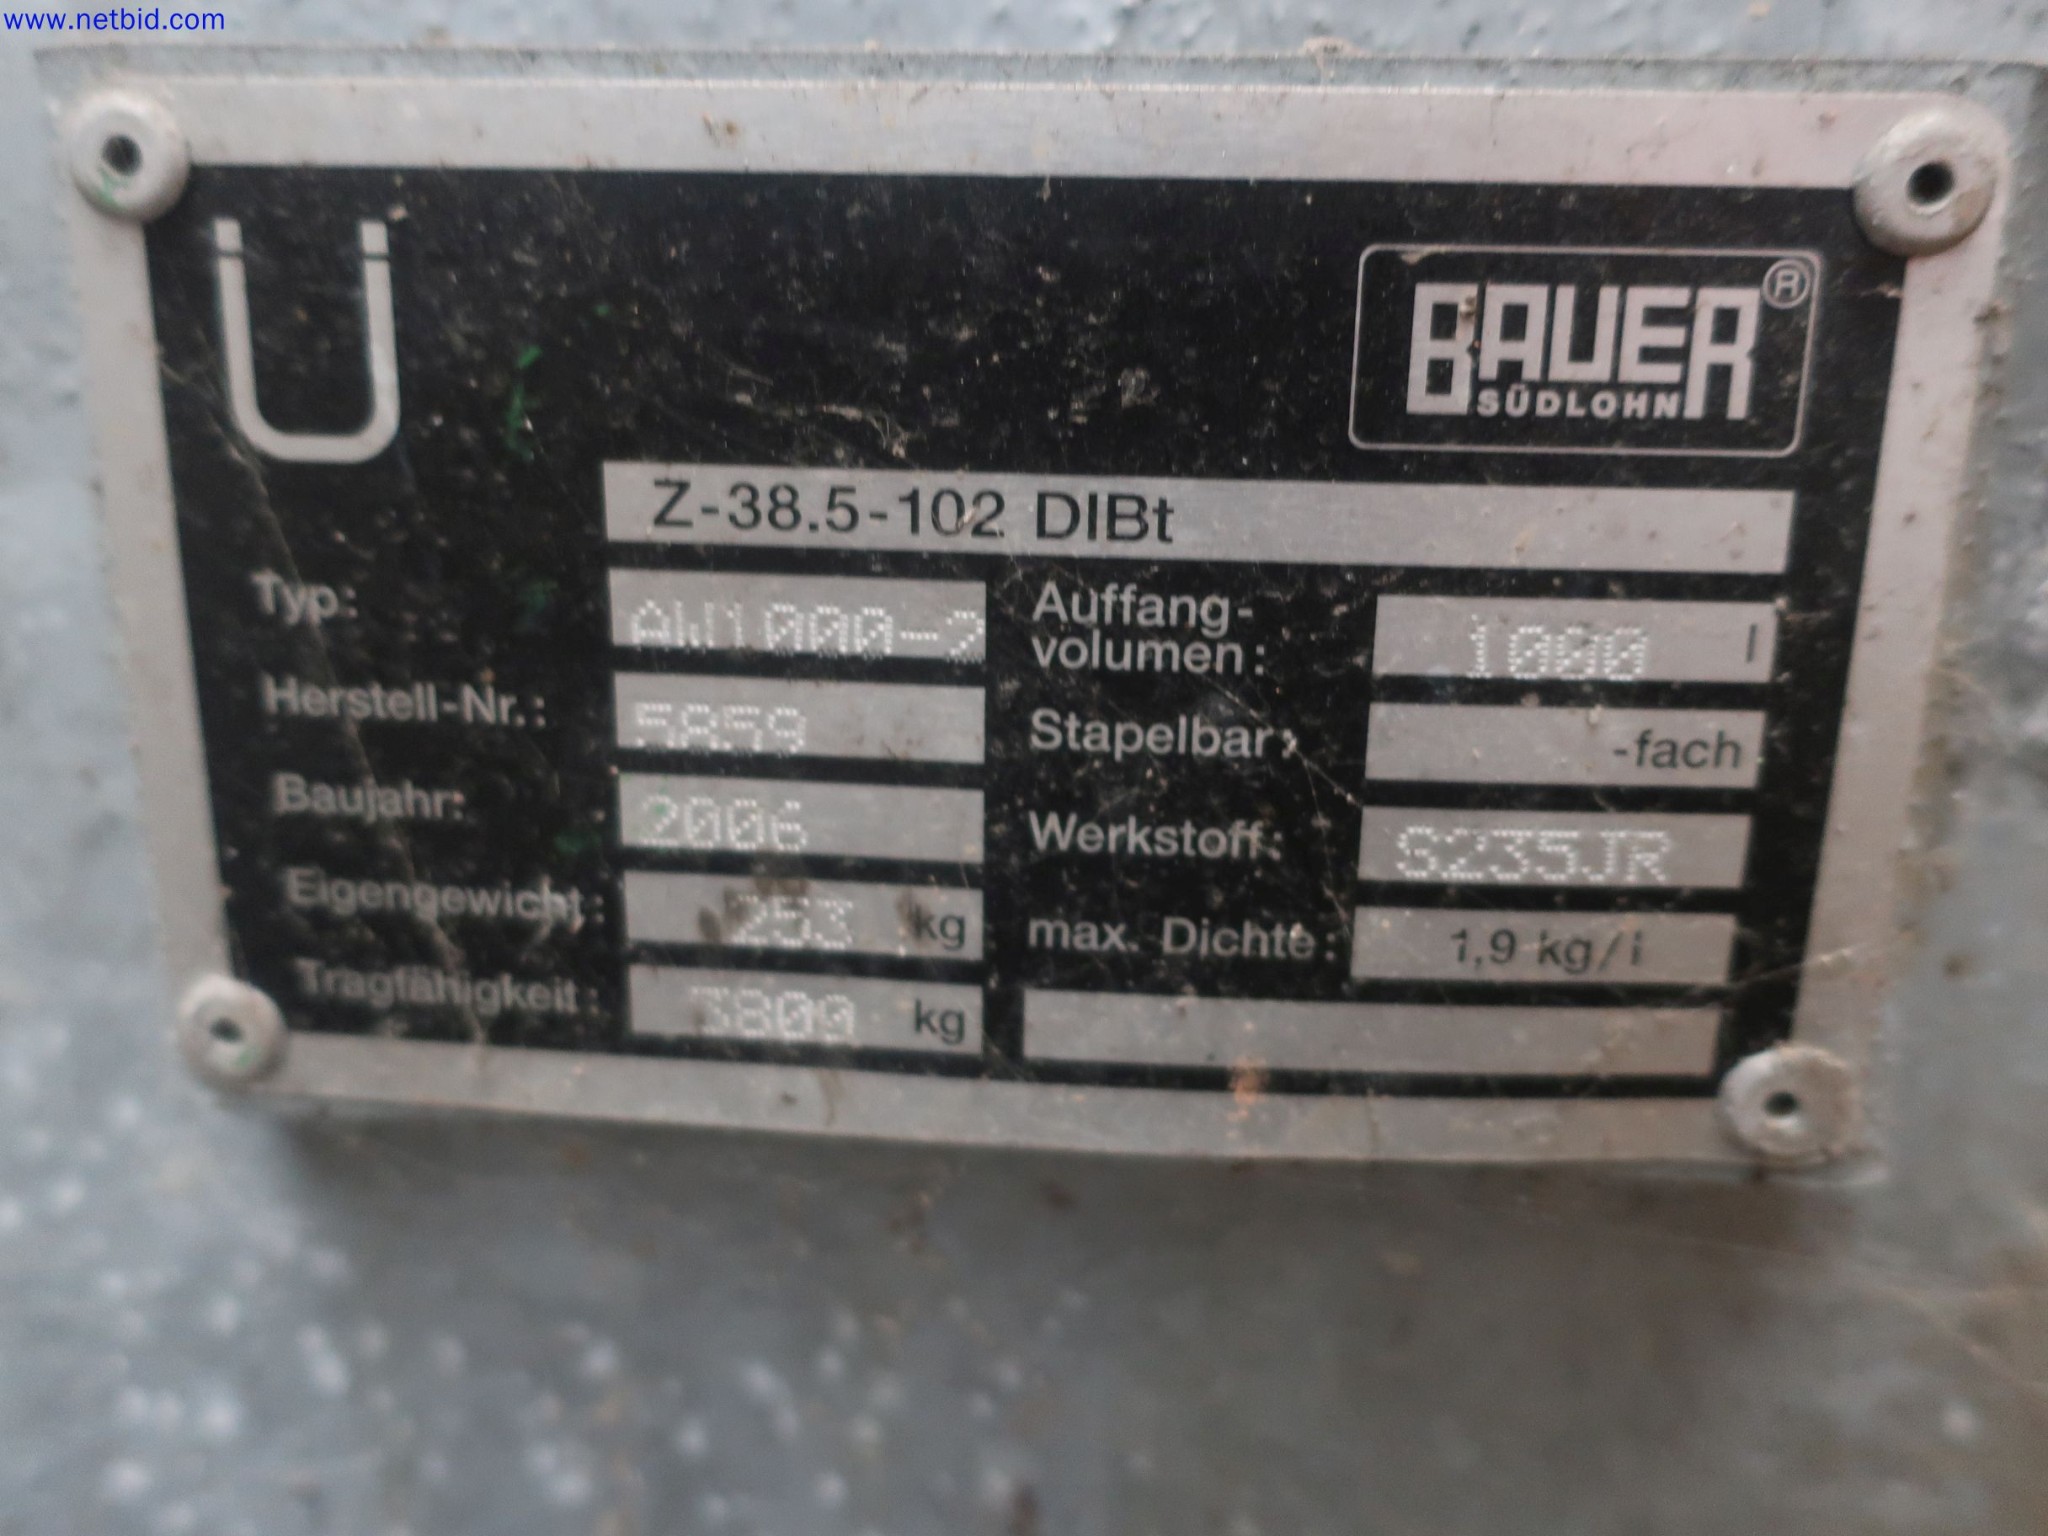 www.netbid.com
Ü
BAUER ®
SÜDLOHN
Z-38.5-102 DIBt
Typ: AW1000-2
Herstell-Nr.: 5859
Baujahr: 2006
Eigengewicht: 253 kg
Tragfähigkeit: 3800 kg
Auffang-
volumen: 1000 l
Stapelbar: -fach
Werkstoff: S235JR
max. Dichte: 1,9 kg/l